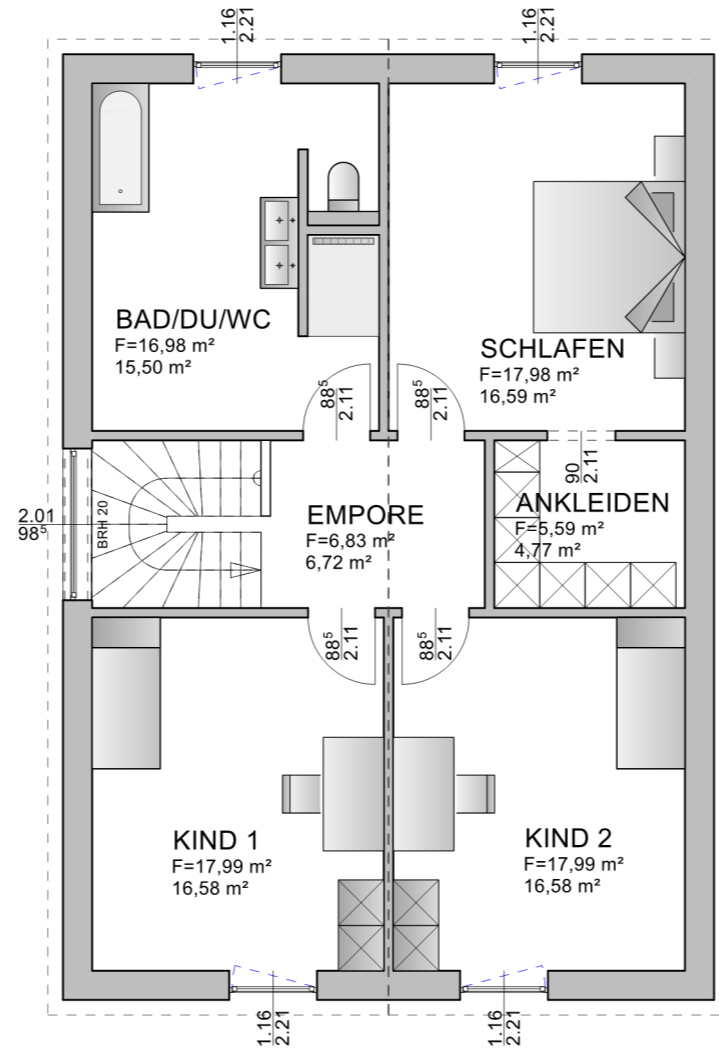 1.16
2.21
1.16
2.21
BAD/DU/WC
F=16,98 m²
15,50 m²
SCHLAFEN
F=17,98 m²
16,59 m²
88⁵
2.11
88⁵
2.11
90
2.11
2.01
98⁵
BRH 20
EMPORE
F=6,83 m²
6,72 m²
ANKLEIDEN
F=5,59 m²
4,77 m²
88⁵
2.11
88⁵
2.11
KIND 1
F=17,99 m²
16,58 m²
KIND 2
F=17,99 m²
16,58 m²
1.16
2.21
1.16
2.21